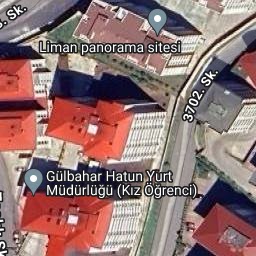 Sk.
Liman panorama sitesi
3702. Sk.
Gülbahar Hatun Yurt
Müdürlüğü (Kız Öğrenci)